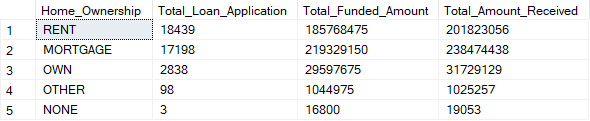 Home_Ownership Total_Loan_Application Total_Funded_Amount Total_Amount_Received
1 RENT 18439 185768475 201823056
2 MORTGAGE 17198 219329150 238474438
3 OWN 2838 29597675 31729129
4 OTHER 98 1044975 1025257
5 NONE 3 16800 19053